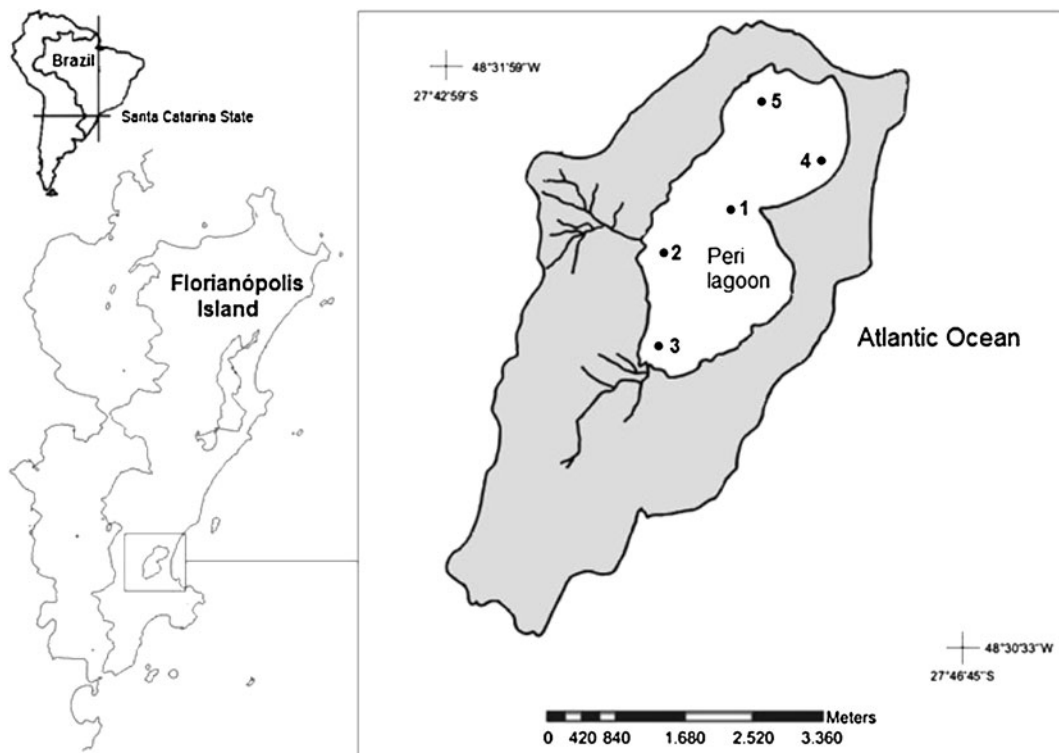 Brazil
Santa Catarina State
Florianópolis
Island
48°31'59"W
27°42'59"S
5
4
1
2
Peri
lagoon
3
Atlantic Ocean
48°30'33"W
27°46'45"S
Meters
0 420 840 1.680 2.520 3.360